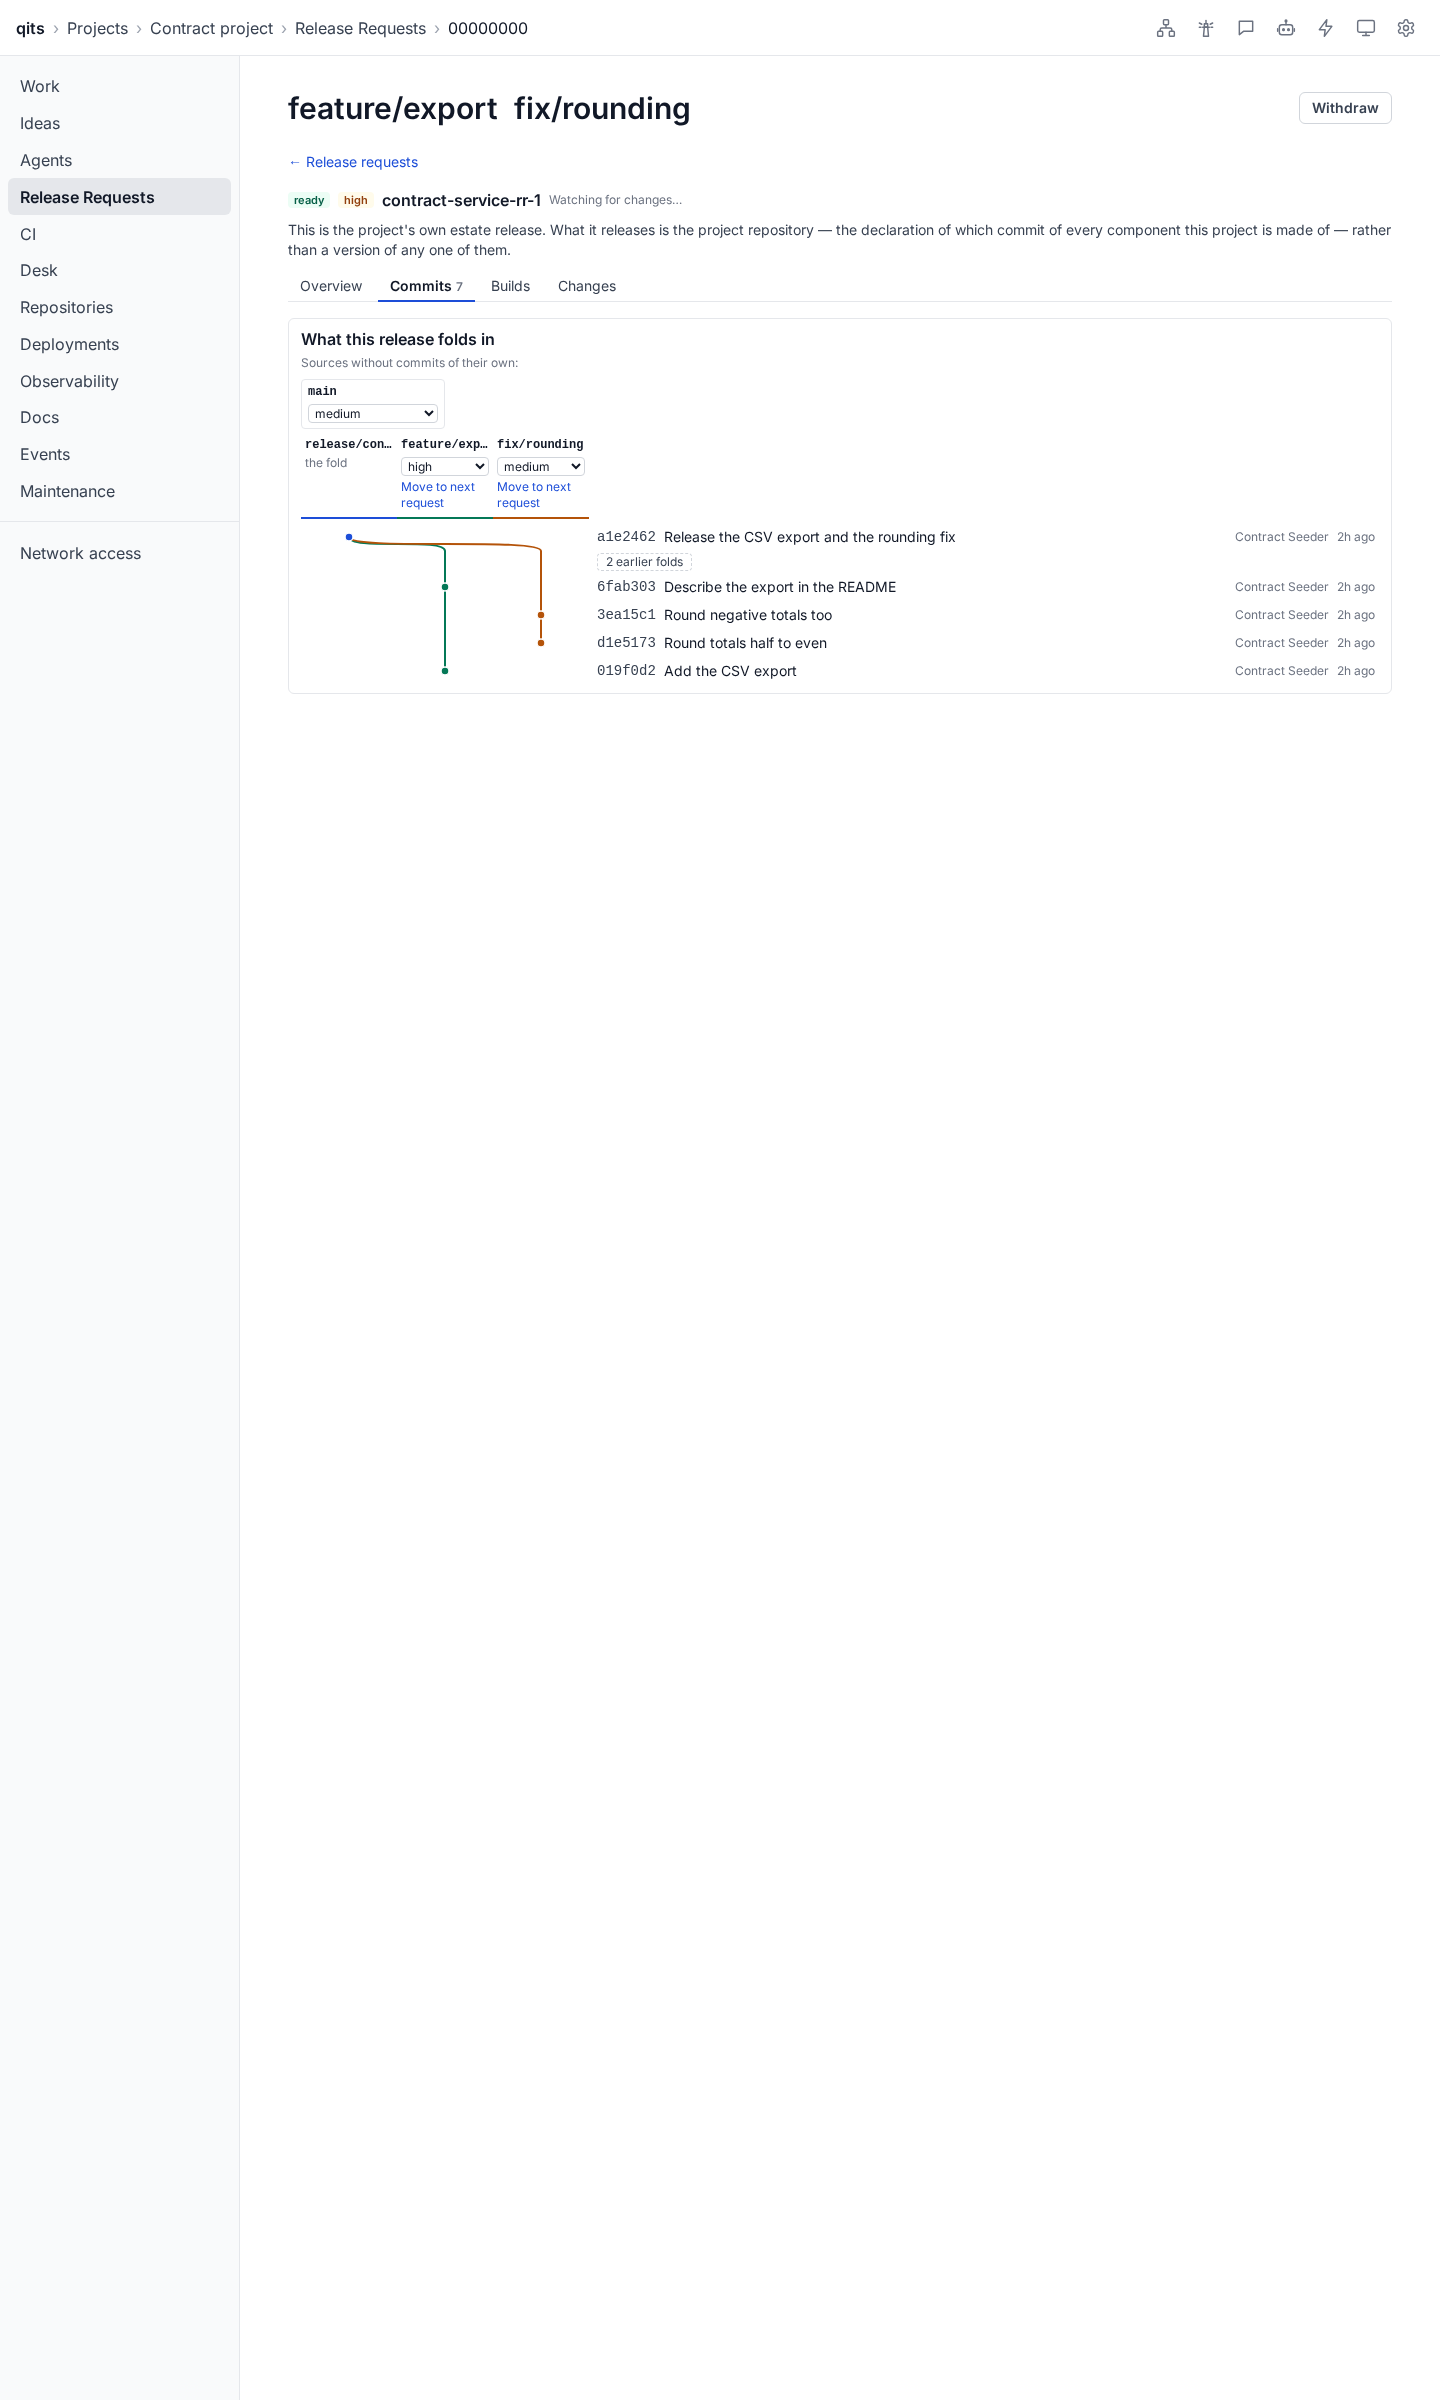 qits › Projects › Contract project › Release Requests › 00000000
Work
Ideas
Agents
Release Requests
CI
Desk
Repositories
Deployments
Observability
Docs
Events
Maintenance
Network access
feature/export fix/rounding
Withdraw
← Release requests
ready high contract-service-rr-1 Watching for changes…
This is the project's own estate release. What it releases is the project repository — the declaration of which commit of every component this project is made of — rather
than a version of any one of them.
Overview Commits 7 Builds Changes
What this release folds in
Sources without commits of their own:
main
medium
release/con… feature/exp… fix/rounding
the fold high medium
Move to next request
Move to next request
a1e2462 Release the CSV export and the rounding fix Contract Seeder 2h ago
2 earlier folds
6fab303 Describe the export in the README Contract Seeder 2h ago
3ea15c1 Round negative totals too Contract Seeder 2h ago
d1e5173 Round totals half to even Contract Seeder 2h ago
019f0d2 Add the CSV export Contract Seeder 2h ago